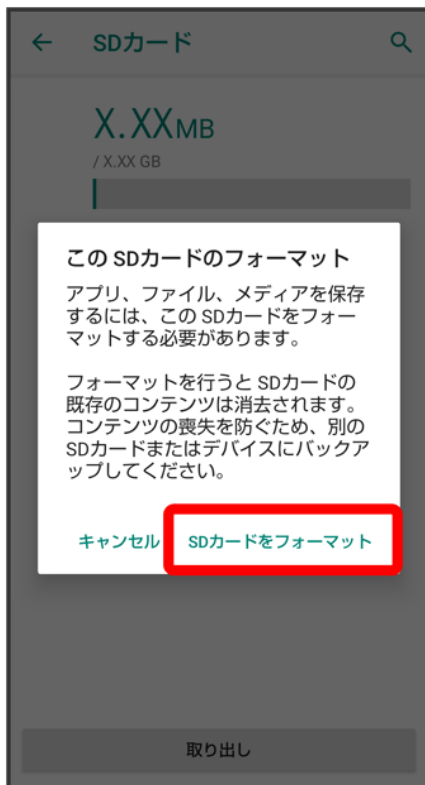 SDカード
X.XXMB
/ X.XX GB
この SDカードのフォーマット
アプリ、ファイル、メディアを保存
するには、この SDカードをフォー
マットする必要があります。
フォーマットを行うと SDカードの
既存のコンテンツは消去されます。
コンテンツの喪失を防ぐため、別の
SDカードまたはデバイスにバックア
ップしてください。
キャンセル SDカードをフォーマット
取り出し